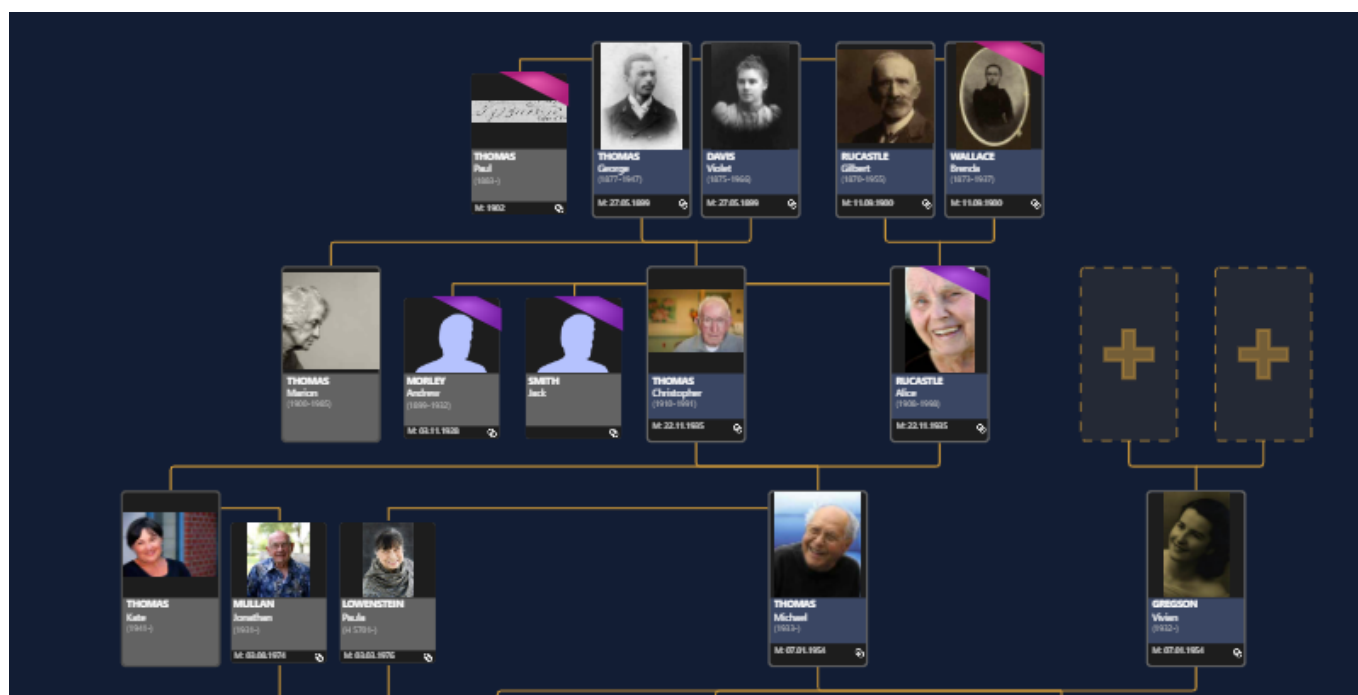 THOMAS
Paul
(1863-)
M: 1902
THOMAS
George
(1877-1947)
M: 27.05.1899
DAVIS
Violet
(1875-1966)
M: 27.05.1899
RUCASTLE
Gilbert
(1870-1955)
M: 11.09.1900
WALLACE
Brenda
(1873-1937)
M: 11.09.1900
THOMAS
Marion
(1900-1985)
MORLEY
Andrew
(1899-1932)
M: 03.11.1928
SMITH
Jack
THOMAS
Christopher
(1910-1991)
M: 22.11.1935
RUCASTLE
Alice
(1908-1998)
M: 22.11.1935
THOMAS
Kate
(1941-)
MULLAN
Jonathan
(1931-)
M: 03.08.1974
LOWENSTEIN
Paula
M: 03.03.1976
THOMAS
Michael
(1933-)
M: 07.01.1954
GREGSON
Vivien
(1932-)
M: 07.01.1954